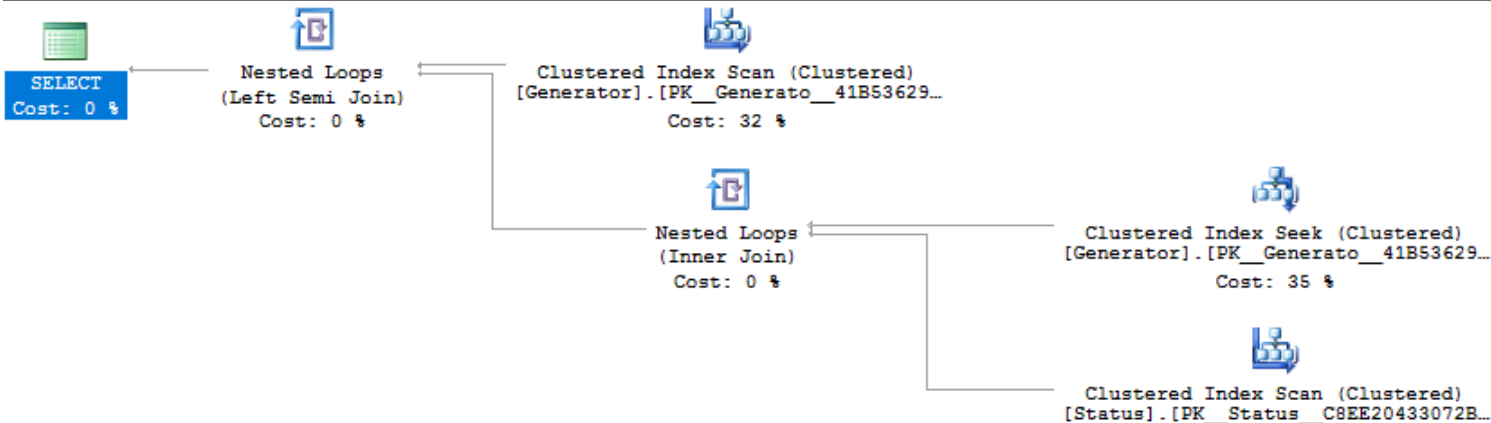 SELECT
Cost: 0 %
Nested Loops
(Left Semi Join)
Cost: 0 %
Clustered Index Scan (Clustered)
[Generator].[PK__Generato__41B53629…
Cost: 32 %
Nested Loops
(Inner Join)
Cost: 0 %
Clustered Index Seek (Clustered)
[Generator].[PK__Generato__41B53629…
Cost: 35 %
Clustered Index Scan (Clustered)
[Status].[PK__Status__C8EE20433072B…